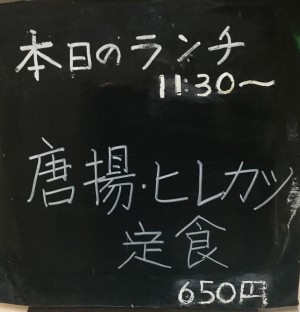 本日のランチ
11:30〜
唐揚・ヒレカツ
定食
650円